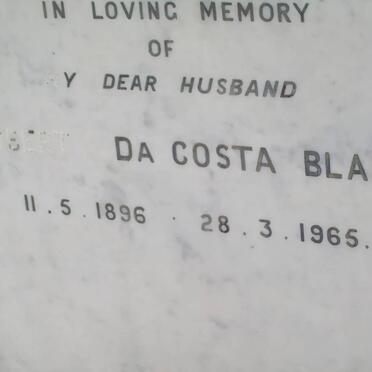 IN LOVING MEMORY
OF
Y DEAR HUSBAND
DA COSTA BLA
11.5.1896 · 28.3.1965.